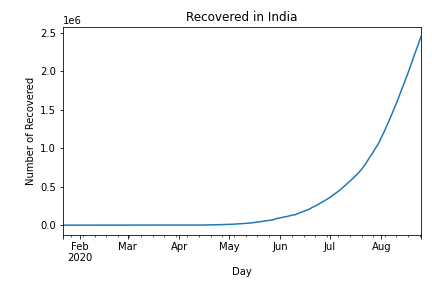 Recovered in India
1e6
2.5
2.0
1.5
1.0
0.5
0.0
Number of Recovered
Feb Mar Apr May Jun Jul Aug
2020
Day